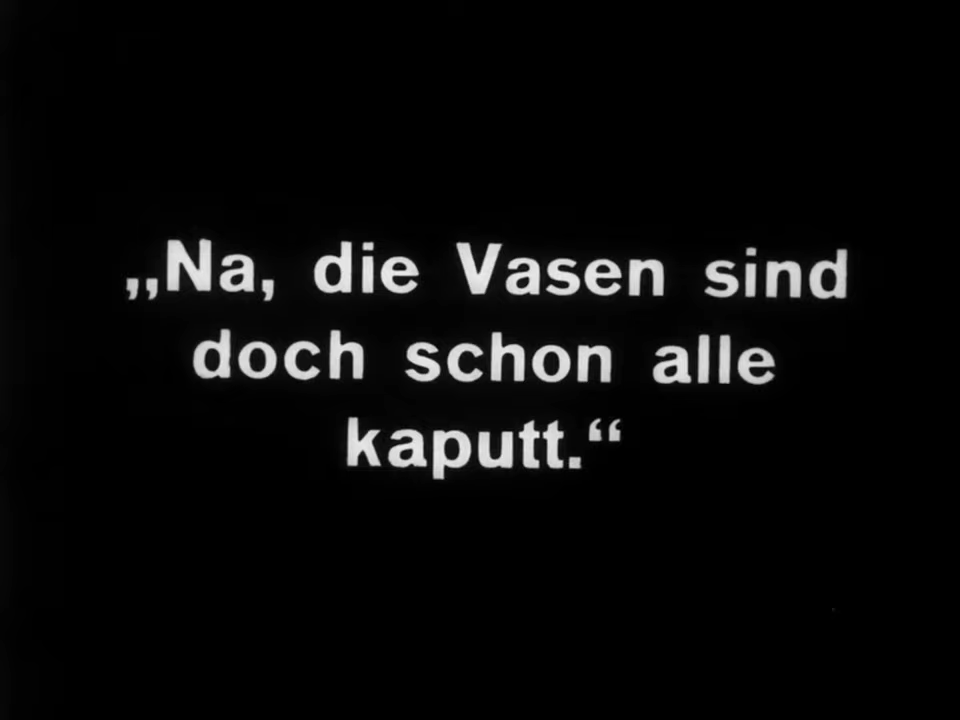 „Na, die Vasen sind
doch schon alle
kaputt.“